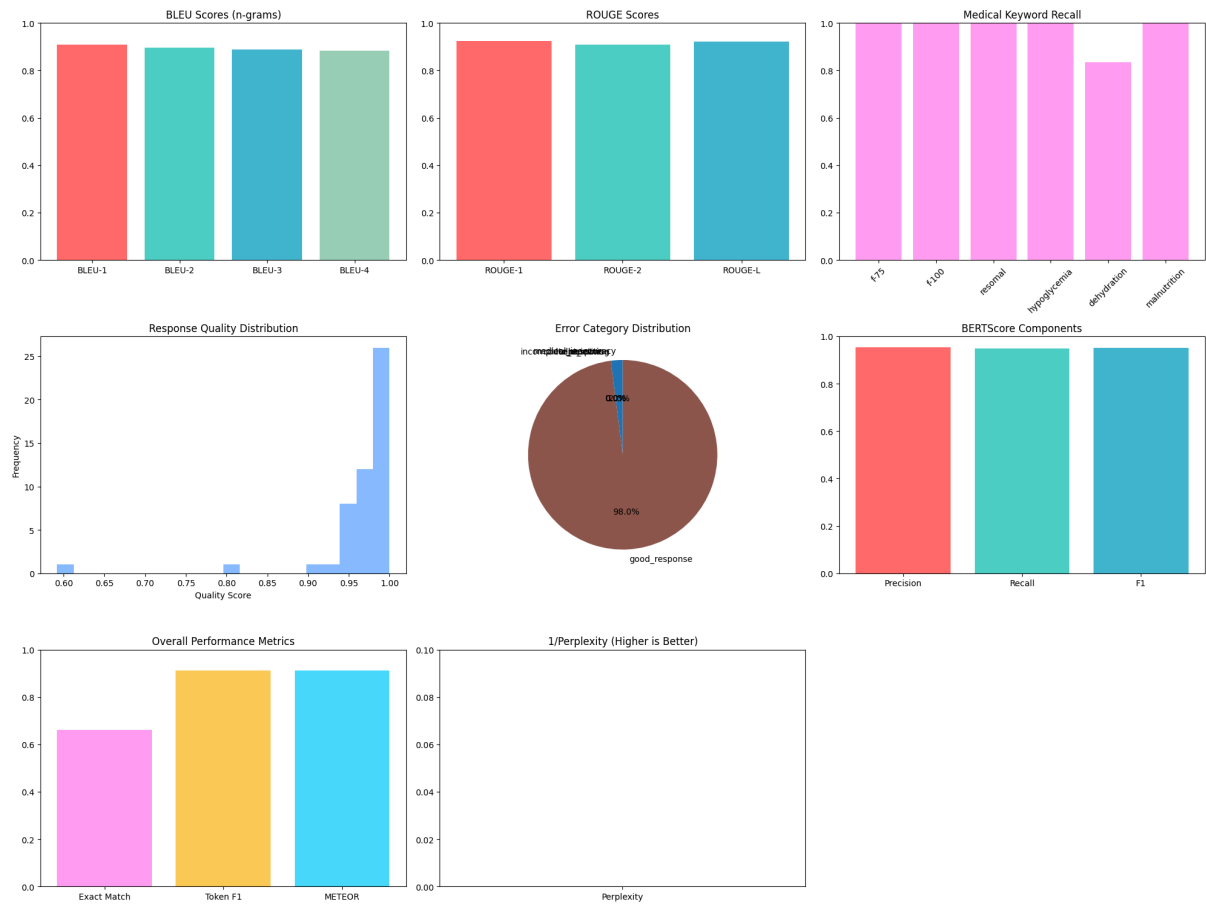 BLEU Scores (n-grams)
1.0
0.8
0.6
0.4
0.2
0.0
BLEU-1 BLEU-2 BLEU-3 BLEU-4
ROUGE Scores
1.0
0.8
0.6
0.4
0.2
0.0
ROUGE-1 ROUGE-2 ROUGE-L
Medical Keyword Recall
1.0
0.8
0.6
0.4
0.2
0.0
f-75 f-100 resomal hypoglycemia dehydration malnutrition
Response Quality Distribution
Frequency
25
20
15
10
5
0
0.60 0.65 0.70 0.75 0.80 0.85 0.90 0.95 1.00
Quality Score
Error Category Distribution
98.0%
good_response
BERTScore Components
1.0
0.8
0.6
0.4
0.2
0.0
Precision Recall F1
Overall Performance Metrics
1.0
0.8
0.6
0.4
0.2
0.0
Exact Match Token F1 METEOR
1/Perplexity (Higher is Better)
0.10
0.08
0.06
0.04
0.02
0.00
Perplexity